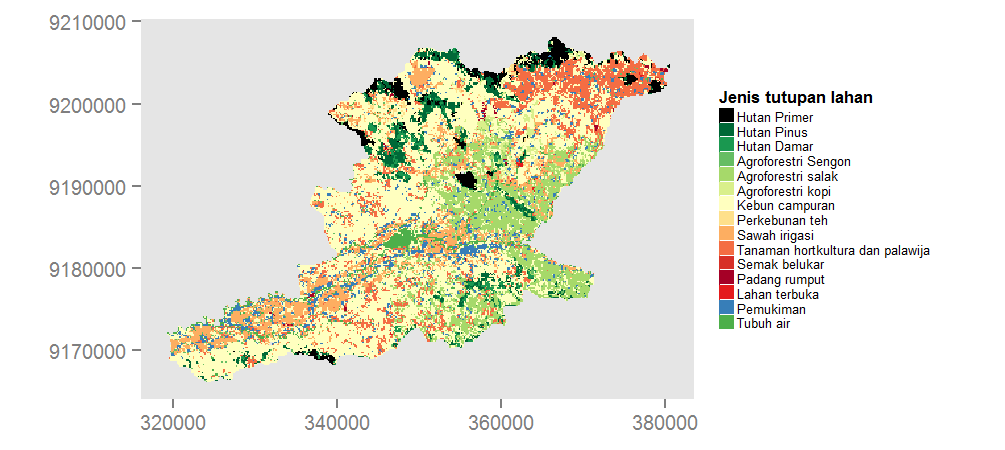 9210000
9200000
9190000
9180000
9170000
320000
340000
360000
380000
Jenis tutupan lahan
Hutan Primer
Hutan Pinus
Hutan Damar
Agroforestri Sengon
Agroforestri salak
Agroforestri kopi
Kebun campuran
Perkebunan teh
Sawah irigasi
Tanaman hortkultura dan palawija
Semak belukar
Padang rumput
Lahan terbuka
Pemukiman
Tubuh air